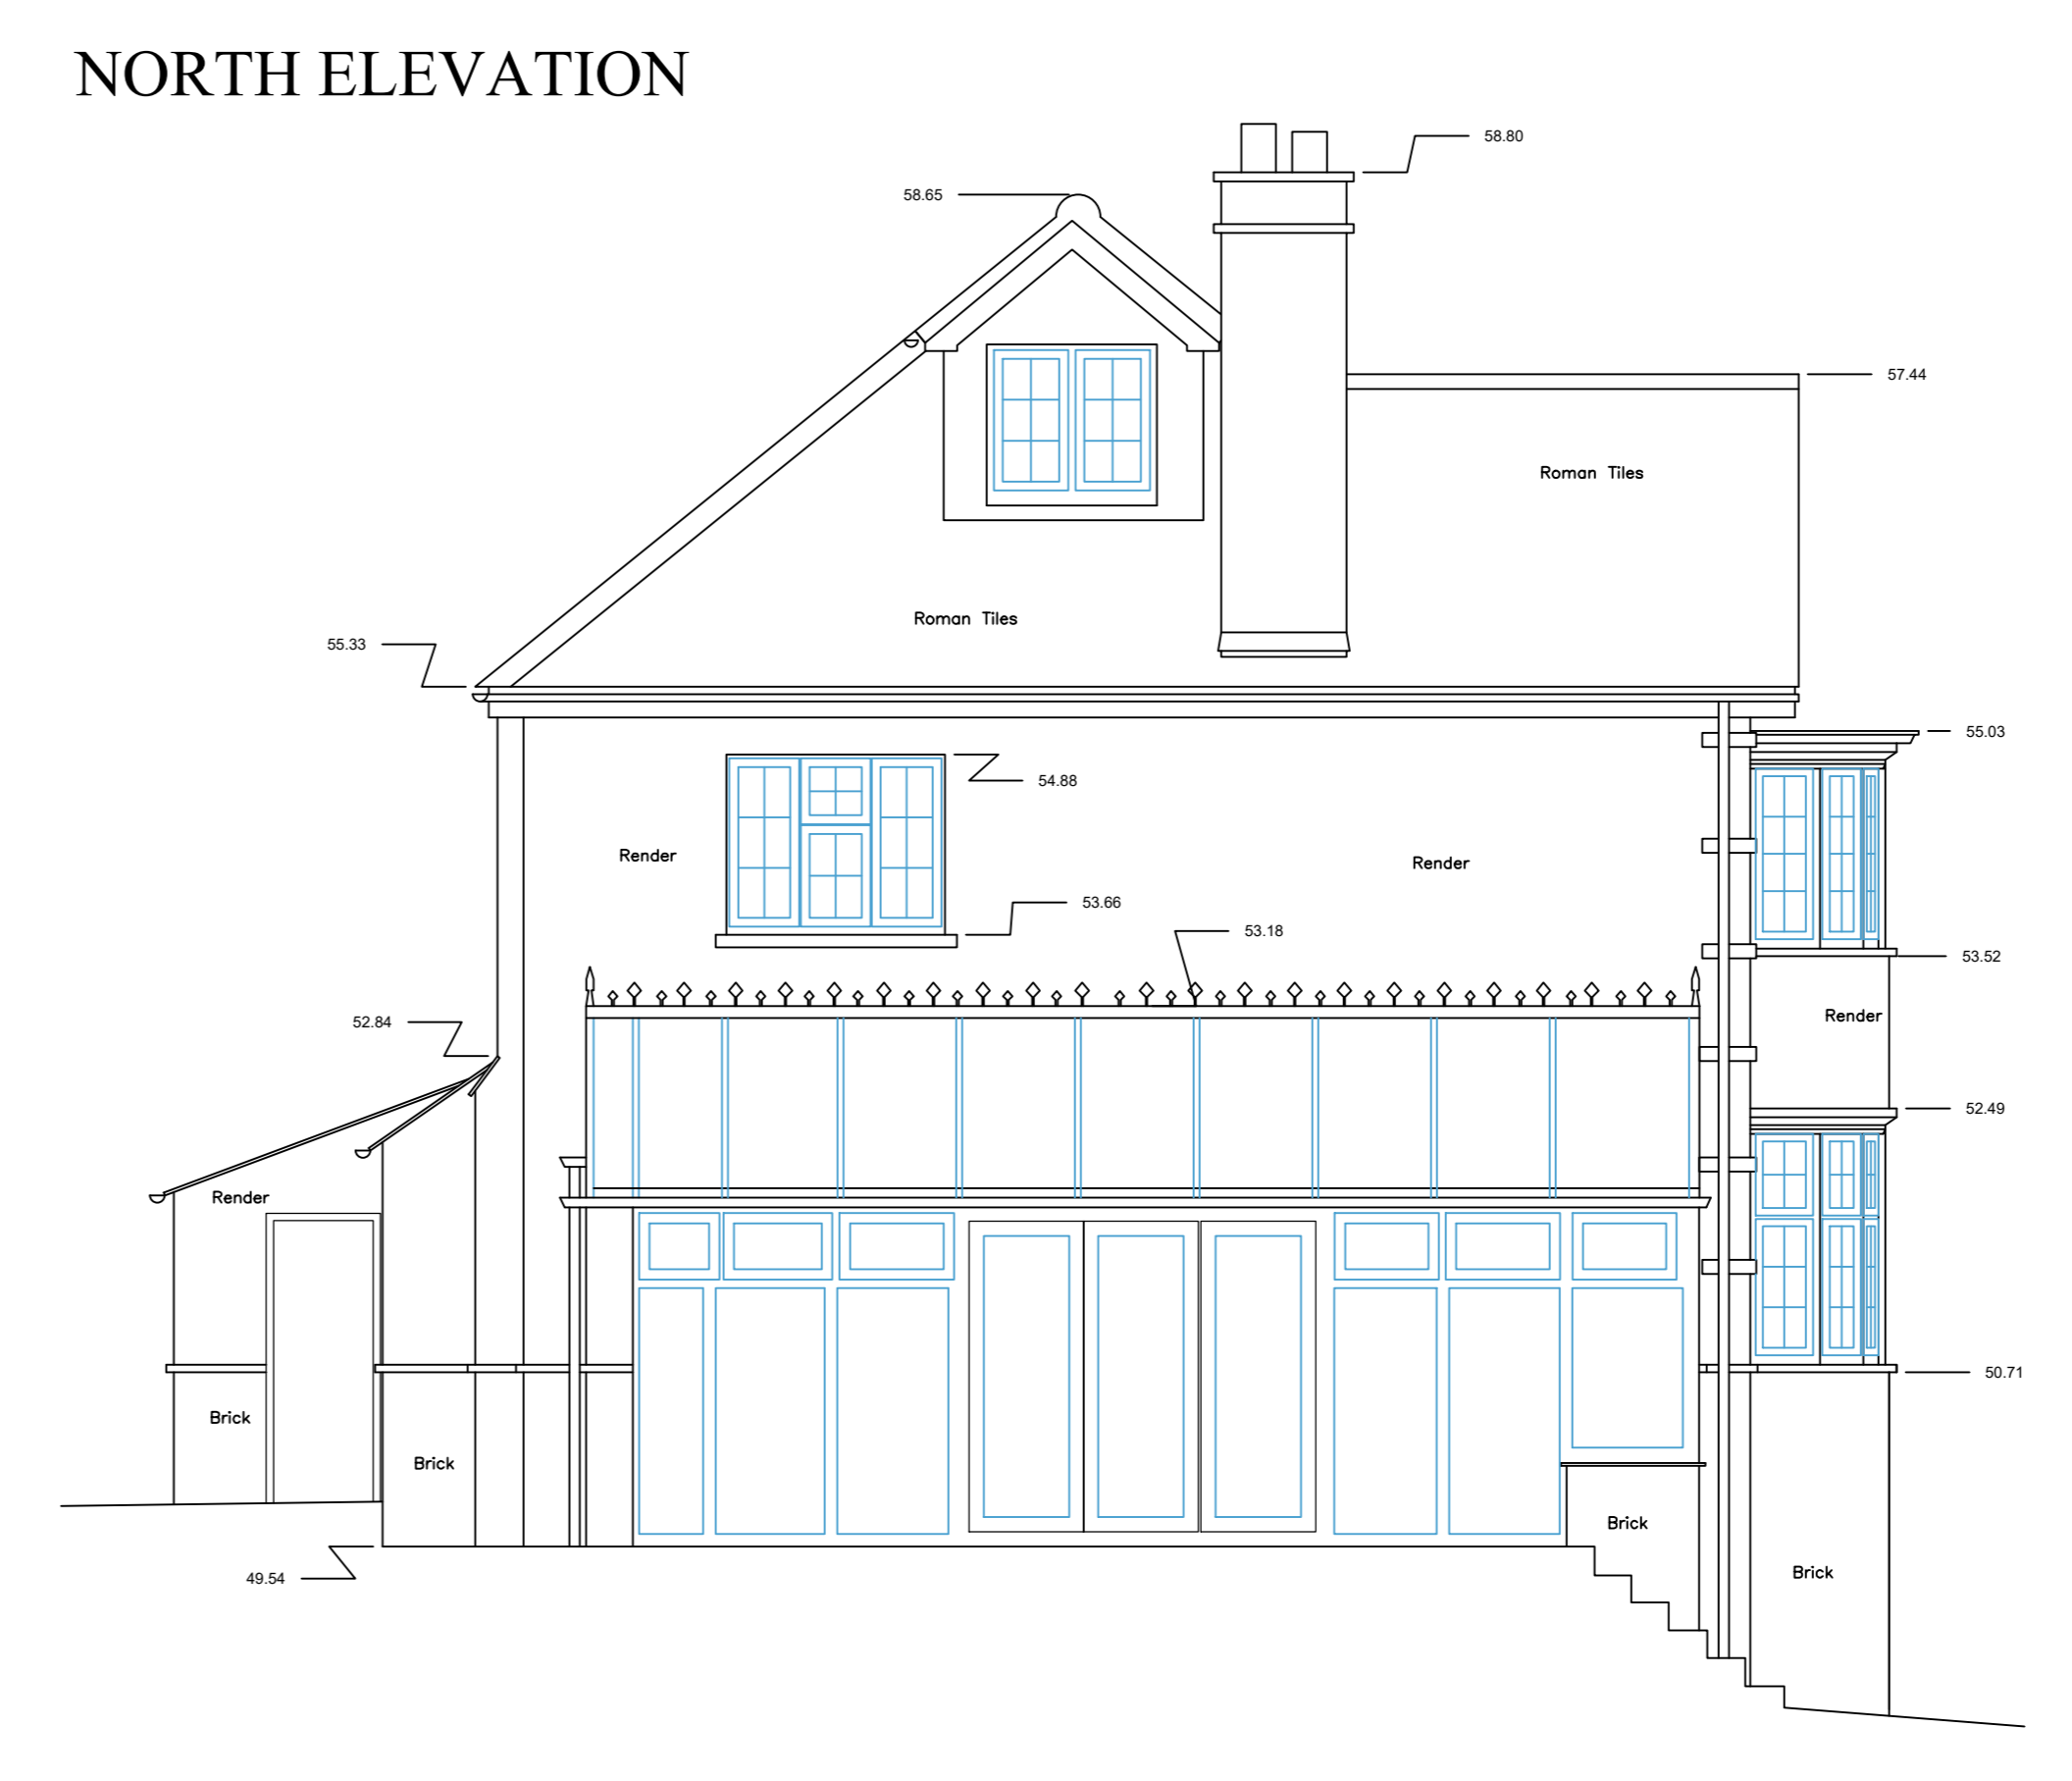 NORTH ELEVATION
58.80
58.65
57.44
Roman Tiles
Roman Tiles
55.33
55.03
54.88
Render
Render
53.66
53.18
53.52
Render
52.84
52.49
Render
50.71
Brick
Brick
Brick
Brick
49.54